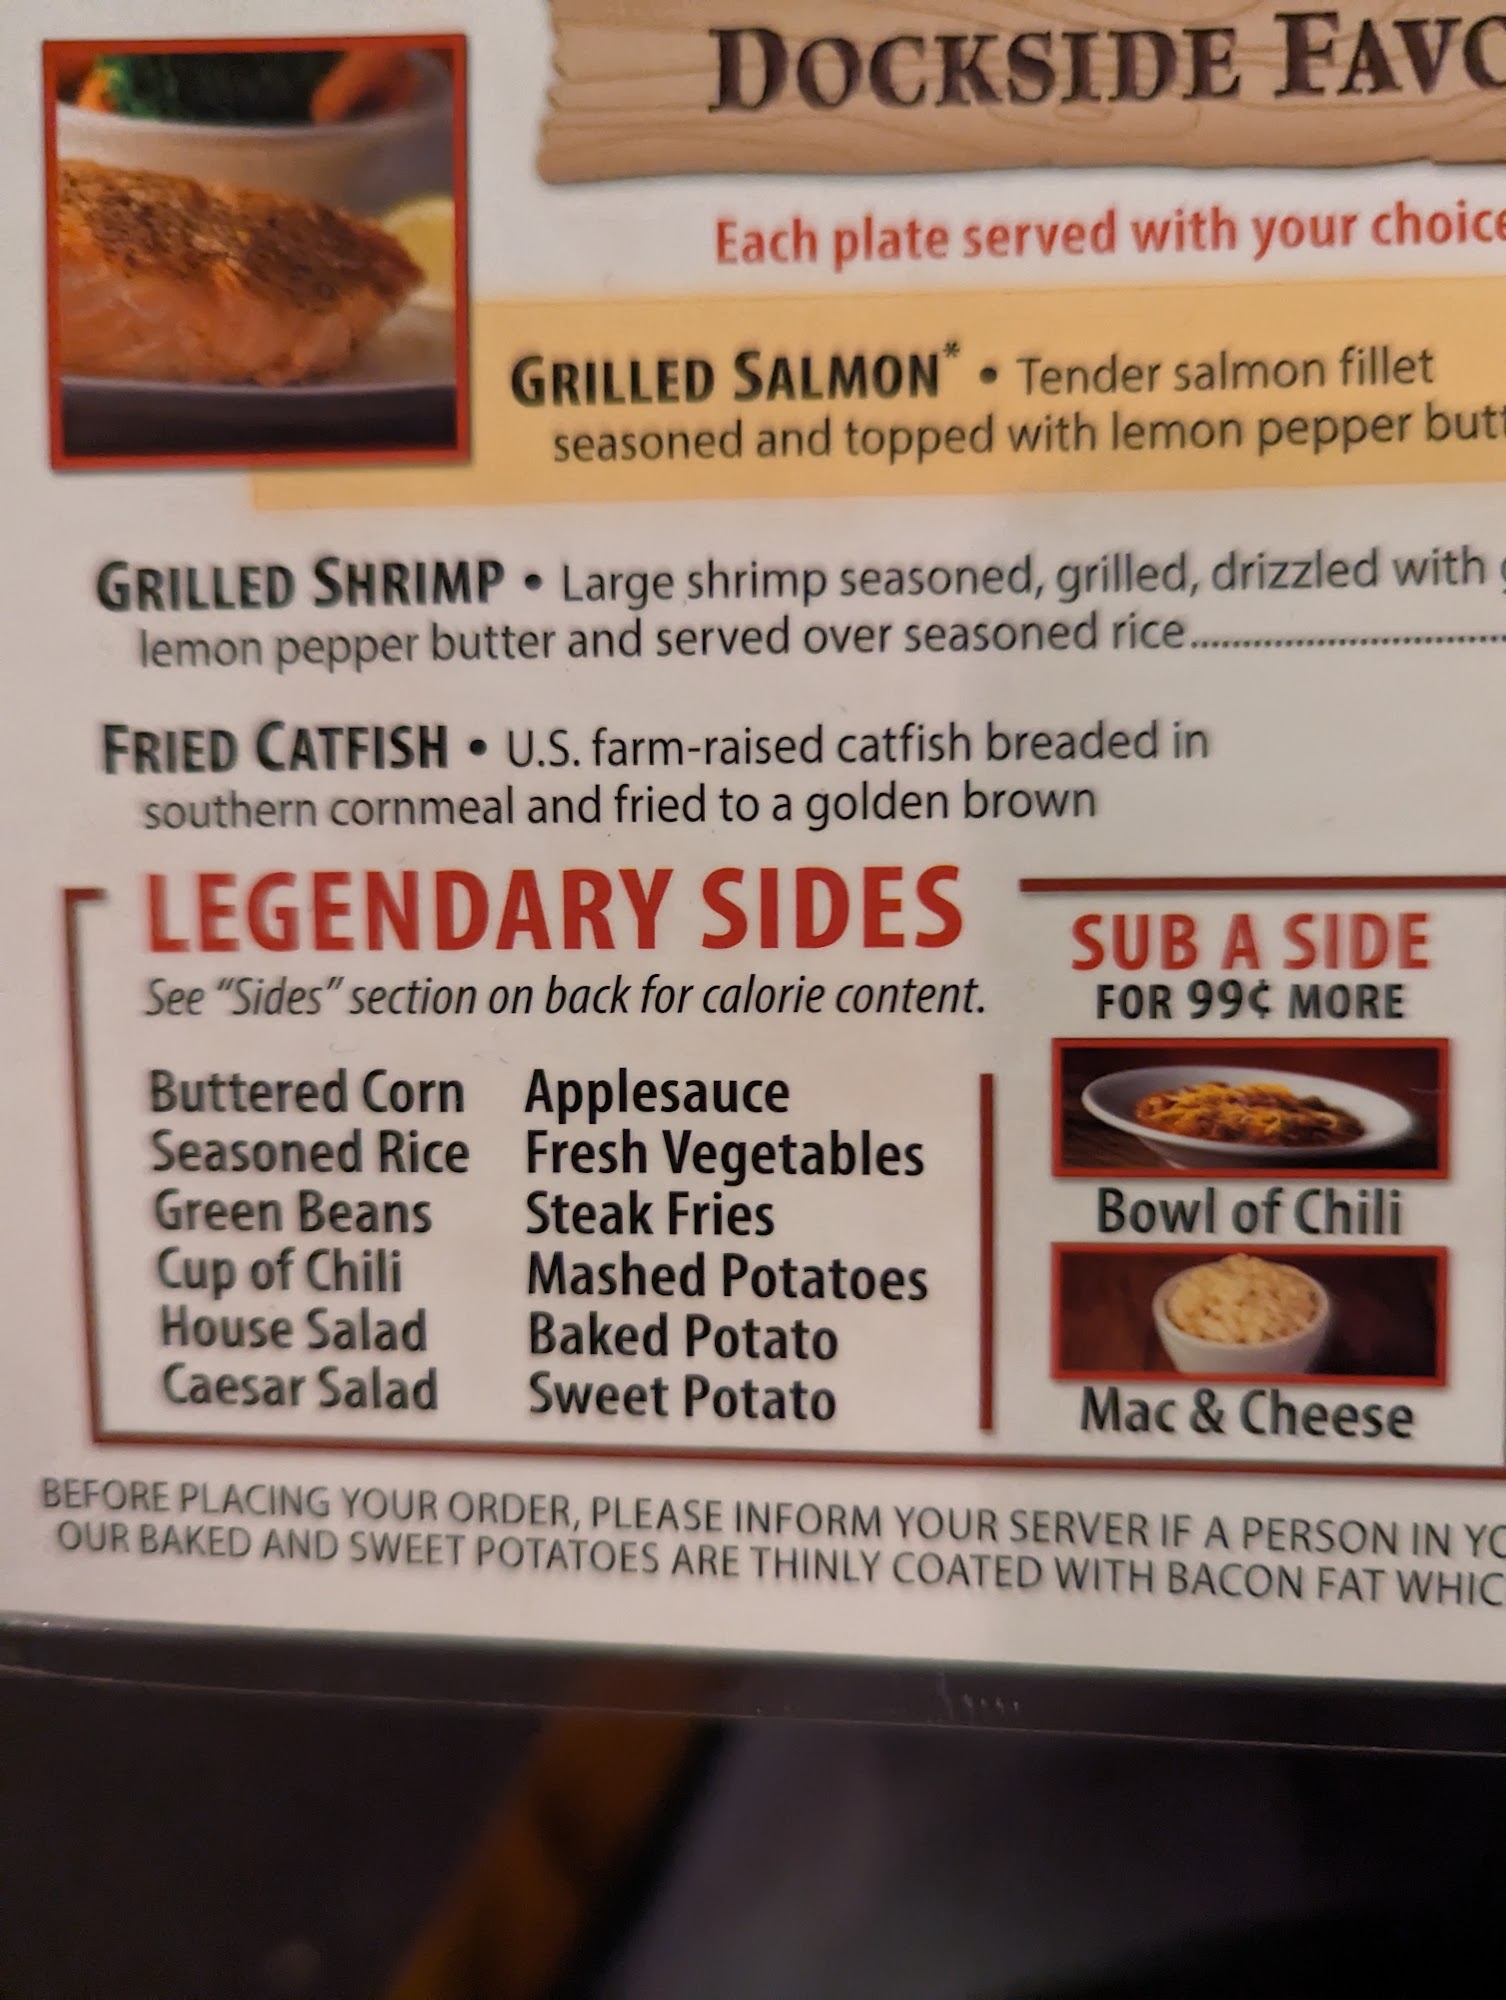 DOCKSIDE FAVO
Each plate served with your choice
GRILLED SALMON* • Tender salmon fillet
seasoned and topped with lemon pepper butt
GRILLED SHRIMP • Large shrimp seasoned, grilled, drizzled with
lemon pepper butter and served over seasoned rice..............................
FRIED CATFISH • U.S. farm-raised catfish breaded in
southern cornmeal and fried to a golden brown
LEGENDARY SIDES
See "Sides" section on back for calorie content.
Buttered Corn
Seasoned Rice
Green Beans
Cup of Chili
House Salad
Caesar Salad
Applesauce
Fresh Vegetables
Steak Fries
Mashed Potatoes
Baked Potato
Sweet Potato
SUB A SIDE
FOR 99¢ MORE
Bowl of Chili
Mac & Cheese
BEFORE PLACING YOUR ORDER, PLEASE INFORM YOUR SERVER IF A PERSON IN YO
OUR BAKED AND SWEET POTATOES ARE THINLY COATED WITH BACON FAT WHIC